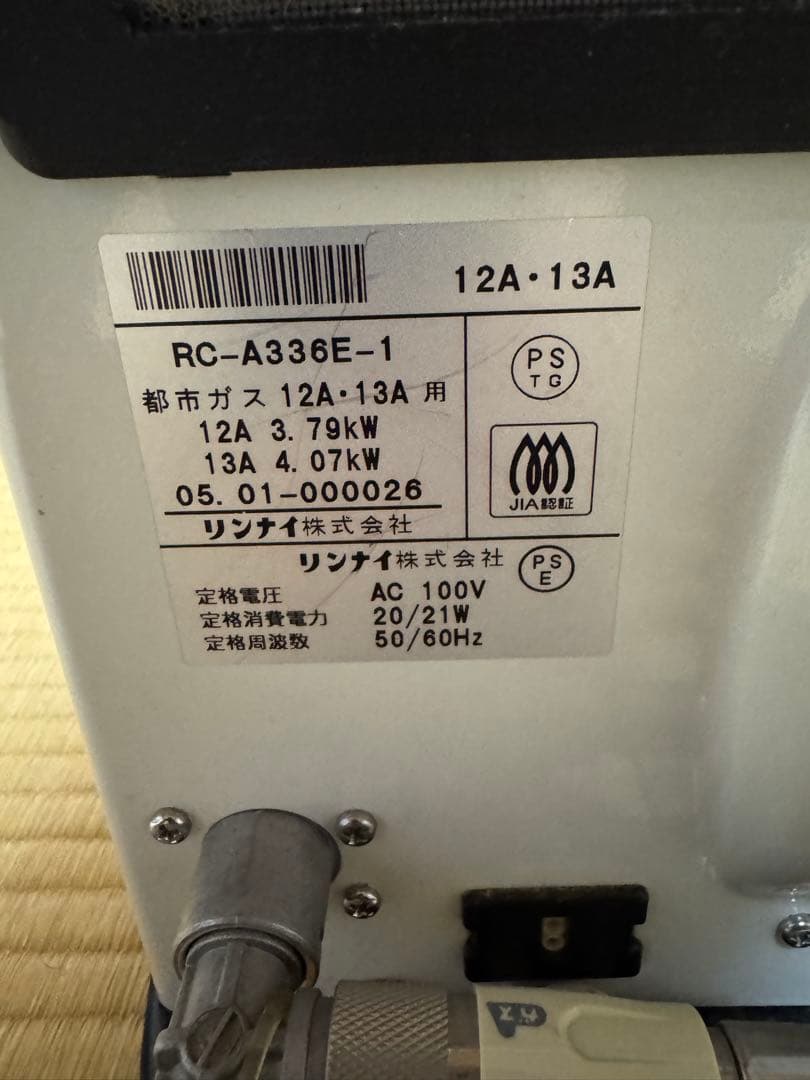 12A・13A
RC-A336E-1
都市ガス 12A・13A 用
12A 3.79kW
13A 4.07kW
05.01-000026
リンナイ株式会社
PS
TG
JIA認証
リンナイ株式会社
PS
E
定格電圧 AC 100V
定格消費電力 20/21W
定格周波数 50/60Hz
ガス